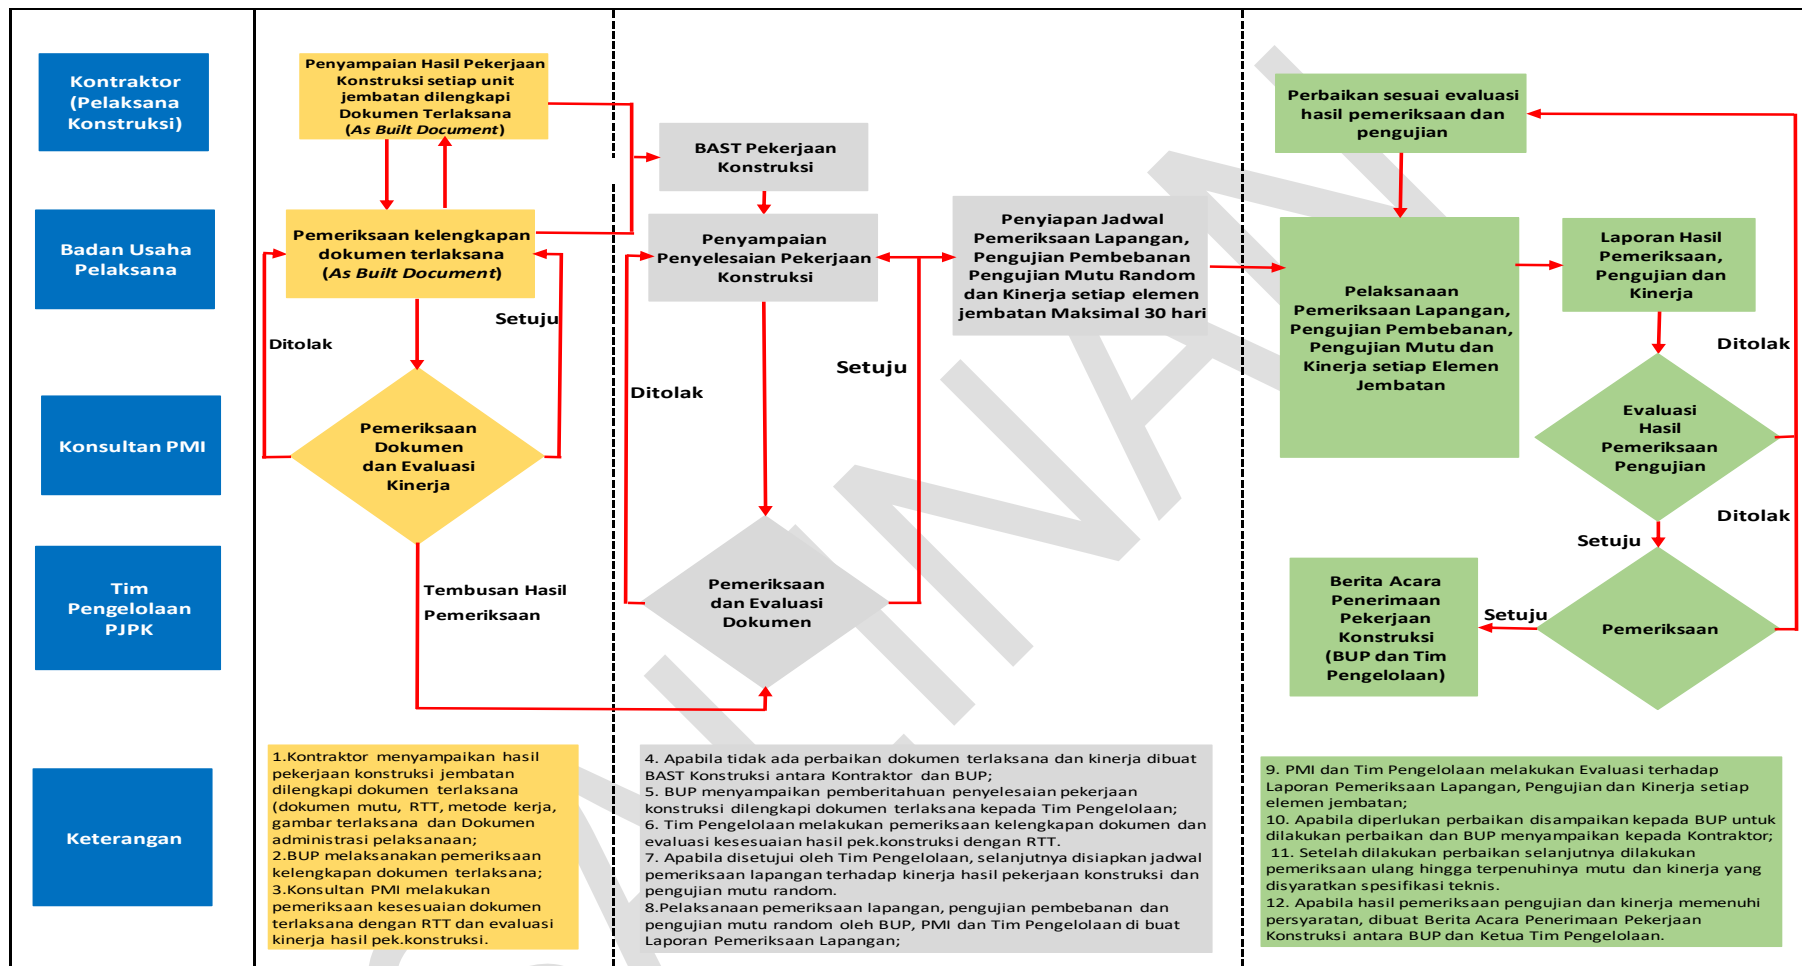 Kontraktor
(Pelaksana
Konstruksi)
Badan Usaha
Pelaksana
Konsultan PMI
Tim
Pengelolaan
PJPK
Keterangan
Penyampaian Hasil Pekerjaan
Konstruksi setiap unit
jembatan dilengkapi
Dokumen Terlaksana
(As Built Document)
Pemeriksaan kelengkapan
dokumen terlaksana
(As Built Document)
Ditolak
Setuju
Pemeriksaan
Dokumen
dan Evaluasi
Kinerja
Tembusan Hasil
Pemeriksaan
1.Kontraktor menyampaikan hasil
pekerjaan konstruksi jembatan
dilengkapi dokumen terlaksana
(dokumen mutu, RTT, metode kerja,
gambar terlaksana dan Dokumen
administrasi pelaksanaan;
2.BUP melaksanakan pemeriksaan
kelengkapan dokumen terlaksana;
3.Konsultan PMI melakukan
pemeriksaan kesesuaian dokumen
terlaksana dengan RTT dan evaluasi
kinerja hasil pek.konstruksi.
BAST Pekerjaan
Konstruksi
Penyampaian
Penyelesaian Pekerjaan
Konstruksi
Penyiapan Jadwal
Pemeriksaan Lapangan,
Pengujian Pembebanan
Pengujian Mutu Random
dan Kinerja setiap elemen
jembatan Maksimal 30 hari
Ditolak
Setuju
Pemeriksaan
dan Evaluasi
Dokumen
4. Apabila tidak ada perbaikan dokumen terlaksana dan kinerja dibuat
BAST Konstruksi antara Kontraktor dan BUP;
5. BUP menyampaikan pemberitahuan penyelesaian pekerjaan
konstruksi dilengkapi dokumen terlaksana kepada Tim Pengelolaan;
6. Tim Pengelolaan melakukan pemeriksaan kelengkapan dokumen dan
evaluasi kesesuaian hasil pek.konstruksi dengan RTT.
7. Apabila disetujui oleh Tim Pengelolaan, selanjutnya disiapkan jadwal
pemeriksaan lapangan terhadap kinerja hasil pekerjaan konstruksi dan
pengujian mutu random.
8.Pelaksanaan pemeriksaan lapangan, pengujian pembebanan dan
pengujian mutu random oleh BUP, PMI dan Tim Pengelolaan di buat
Laporan Pemeriksaan Lapangan;
Perbaikan sesuai evaluasi
hasil pemeriksaan dan
pengujian
Pelaksanaan
Pemeriksaan Lapangan,
Pengujian Pembebanan,
Pengujian Mutu dan
Kinerja setiap Elemen
Jembatan
Laporan Hasil
Pemeriksaan,
Pengujian dan
Kinerja
Ditolak
Evaluasi
Hasil
Pemeriksaan
Pengujian
Ditolak
Setuju
Pemeriksaan
Setuju
Berita Acara
Penerimaan
Pekerjaan
Konstruksi
(BUP dan Tim
Pengelolaan)
9. PMI dan Tim Pengelolaan melakukan Evaluasi terhadap
Laporan Pemeriksaan Lapangan, Pengujian dan Kinerja setiap
elemen jembatan;
10. Apabila diperlukan perbaikan disampaikan kepada BUP untuk
dilakukan perbaikan dan BUP menyampaikan kepada Kontraktor;
11. Setelah dilakukan perbaikan selanjutnya dilakukan
pemeriksaan ulang hingga terpenuhinya mutu dan kinerja yang
disyaratkan spesifikasi teknis.
12. Apabila hasil pemeriksaan pengujian dan kinerja memenuhi
persyaratan, dibuat Berita Acara Penerimaan Pekerjaan
Konstruksi antara BUP dan Ketua Tim Pengelolaan.